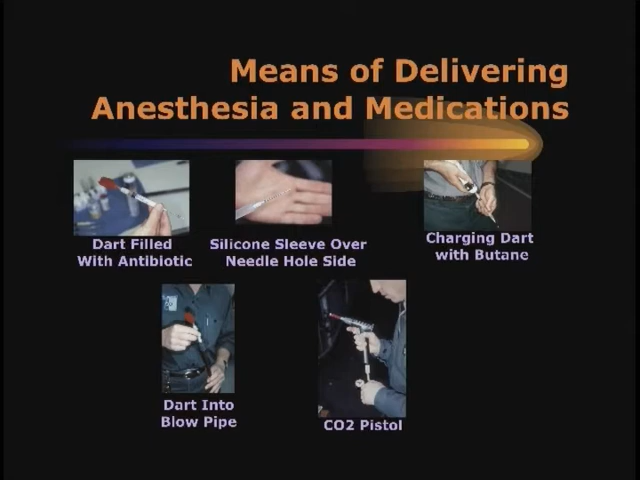 Means of Delivering
Anesthesia and Medications
Dart Filled
With Antibiotic
Silicone Sleeve Over
Needle Hole Side
Charging Dart
with Butane
Dart Into
Blow Pipe
CO2 Pistol